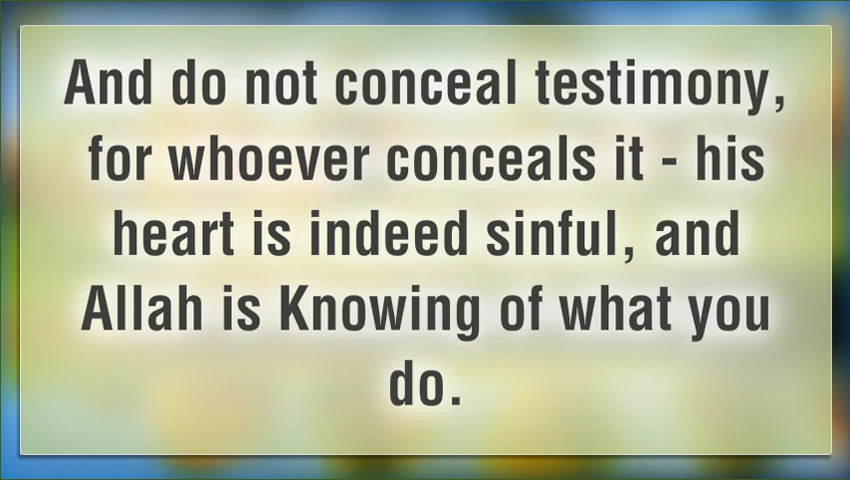 And do not conceal testimony,
for whoever conceals it - his
heart is indeed sinful, and
Allah is Knowing of what you
do.